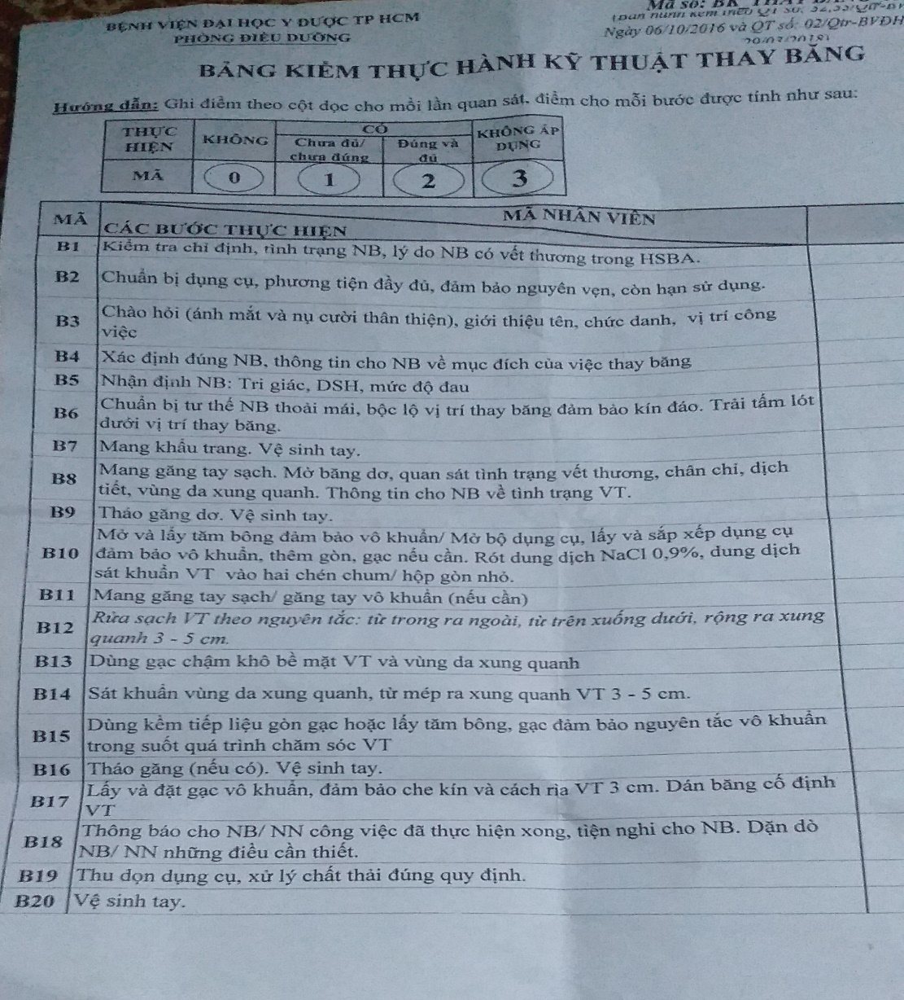 BỆNH VIỆN ĐẠI HỌC Y DƯỢC TP HCM
PHÒNG ĐIỀU DƯỠNG
Mã số: BK
Ngày 06/10/2016 và QT số: 02/Qtr-BVĐH
20/07/2018)
BẢNG KIỂM THỰC HÀNH KỸ THUẬT THAY BĂNG
Hướng dẫn: Ghi điểm theo cột dọc cho mỗi lần quan sát, điểm cho mỗi bước được tính như sau:
THỰC HIỆN
KHÔNG
CÓ
Chưa đủ/ chưa đúng
Đúng và đủ
KHÔNG ÁP DỤNG
MÃ 0 1 2 3
MÃ
MÃ NHÂN VIÊN
CÁC BƯỚC THỰC HIỆN
B1 Kiểm tra chỉ định, tình trạng NB, lý do NB có vết thương trong HSBA.
B2 Chuẩn bị dụng cụ, phương tiện đầy đủ, đảm bảo nguyên vẹn, còn hạn sử dụng.
B3 Chào hỏi (ánh mắt và nụ cười thân thiện), giới thiệu tên, chức danh, vị trí công
việc
B4 Xác định đúng NB, thông tin cho NB về mục đích của việc thay băng
B5 Nhận định NB: Tri giác, DSH, mức độ đau
B6 Chuẩn bị tư thế NB thoải mái, bộc lộ vị trí thay băng đảm bảo kín đáo. Trải tấm lót
dưới vị trí thay băng.
B7 Mang khẩu trang. Vệ sinh tay.
B8 Mang găng tay sạch. Mở băng dơ, quan sát tình trạng vết thương, chân chỉ, dịch
tiết, vùng da xung quanh. Thông tin cho NB về tình trạng VT.
B9 Tháo găng dơ. Vệ sinh tay.
B10 Mở và lấy tăm bông đảm bảo vô khuẩn/ Mở bộ dụng cụ, lấy và sắp xếp dụng cụ
đảm bảo vô khuẩn, thêm gòn, gạc nếu cần. Rót dung dịch NaCl 0,9%, dung dịch
sát khuẩn VT vào hai chén chum/ hộp gòn nhỏ.
B11 Mang găng tay sạch/ găng tay vô khuẩn (nếu cần)
B12 Rửa sạch VT theo nguyên tắc: từ trong ra ngoài, từ trên xuống dưới, rộng ra xung
quanh 3 - 5 cm.
B13 Dùng gạc chậm khô bề mặt VT và vùng da xung quanh
B14 Sát khuẩn vùng da xung quanh, từ mép ra xung quanh VT 3 - 5 cm.
B15 Dùng kềm tiếp liệu gòn gạc hoặc lấy tăm bông, gạc đảm bảo nguyên tắc vô khuẩn
trong suốt quá trình chăm sóc VT
B16 Tháo găng (nếu có). Vệ sinh tay.
B17 Lấy và đặt gạc vô khuẩn, đảm bảo che kín và cách rìa VT 3 cm. Dán băng cố định
VT
B18 Thông báo cho NB/ NN công việc đã thực hiện xong, tiện nghi cho NB. Dặn dò
NB/ NN những điều cần thiết.
B19 Thu dọn dụng cụ, xử lý chất thải đúng quy định.
B20 Vệ sinh tay.